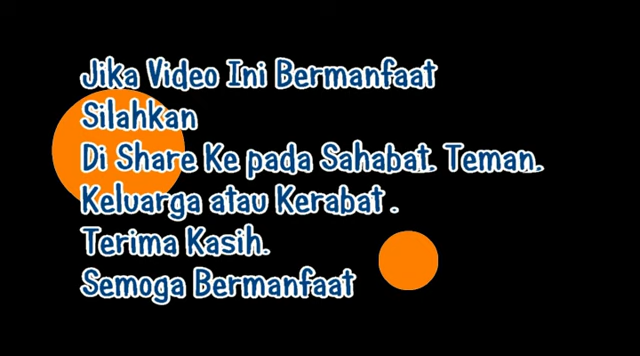 Jika Video Ini Bermanfaat
Silahkan
Di Share Ke pada Sahabat. Teman.
Keluarga atau Kerabat .
Terima Kasih.
Semoga Bermanfaat